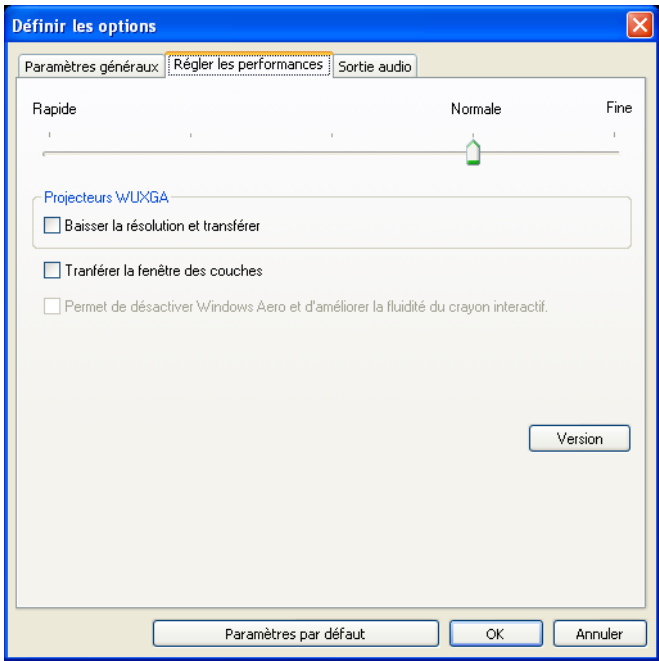 Définir les options
Paramètres généraux Régler les performances Sortie audio
Rapide Normale Fine
Projecteurs WUXGA
Baisser la résolution et transférer
Tranférer la fenêtre des couches
Permet de désactiver Windows Aero et d'améliorer la fluidité du crayon interactif.
Version
Paramètres par défaut OK Annuler